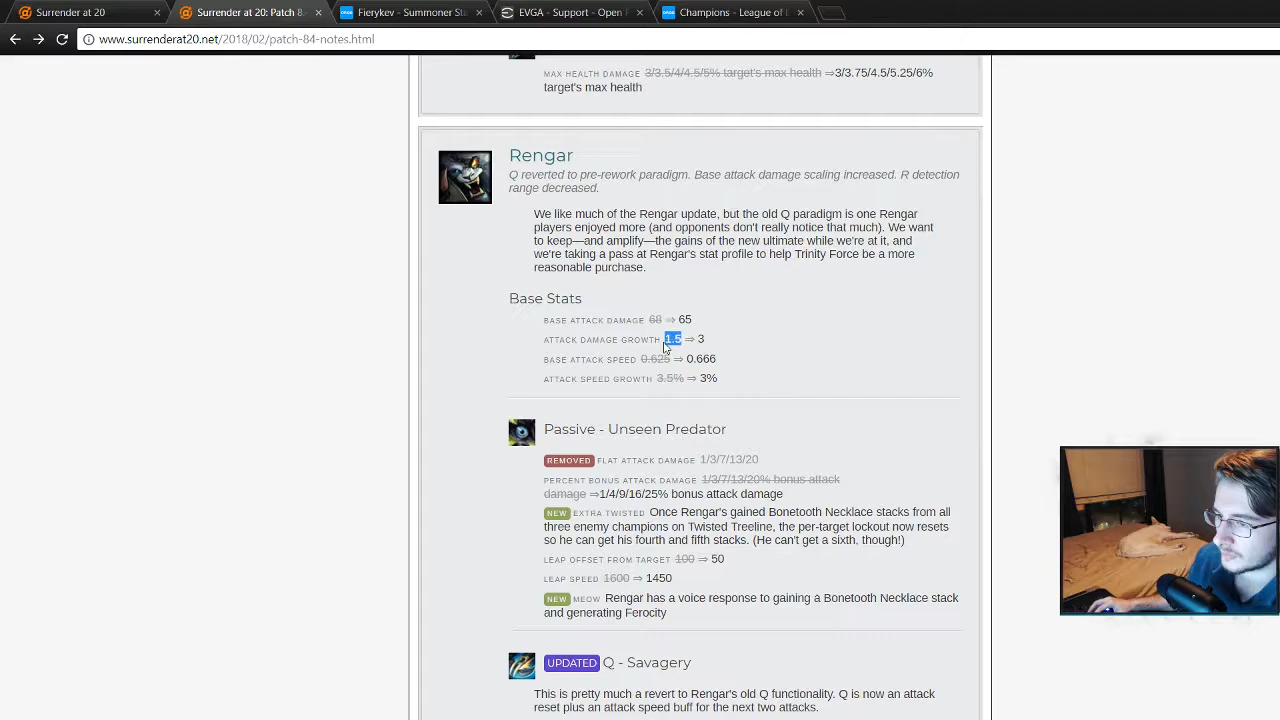 Surrender at 20
Surrender at 20: Patch 8.
Fierykev - Summoner Sta
EVGA - Support - Open R
Champions - League of L
www.surrenderat20.net/2018/02/patch-84-notes.html
MAX HEALTH DAMAGE 3/3.5/4/4.5/5% target's max health ⇒3/3.75/4.5/5.25/6%
target's max health
Rengar
Q reverted to pre-rework paradigm. Base attack damage scaling increased. R detection
range decreased.
We like much of the Rengar update, but the old Q paradigm is one Rengar
players enjoyed more (and opponents don't really notice that much). We want
to keep—and amplify—the gains of the new ultimate while we're at it, and
we're taking a pass at Rengar's stat profile to help Trinity Force be a more
reasonable purchase.
Base Stats
BASE ATTACK DAMAGE 68 ⇒ 65
ATTACK DAMAGE GROWTH 1.5 ⇒ 3
BASE ATTACK SPEED 0.625 ⇒ 0.666
ATTACK SPEED GROWTH 3.5% ⇒ 3%
Passive - Unseen Predator
REMOVED FLAT ATTACK DAMAGE 1/3/7/13/20
PERCENT BONUS ATTACK DAMAGE 1/3/7/13/20% bonus attack
damage ⇒1/4/9/16/25% bonus attack damage
NEW EXTRA TWISTED Once Rengar's gained Bonetooth Necklace stacks from all
three enemy champions on Twisted Treeline, the per-target lockout now resets
so he can get his fourth and fifth stacks. (He can't get a sixth, though!)
LEAP OFFSET FROM TARGET 100 ⇒ 50
LEAP SPEED 1600 ⇒ 1450
NEW MEOW Rengar has a voice response to gaining a Bonetooth Necklace stack
and generating Ferocity
UPDATED Q - Savagery
This is pretty much a revert to Rengar's old Q functionality. Q is now an attack
reset plus an attack speed buff for the next two attacks.